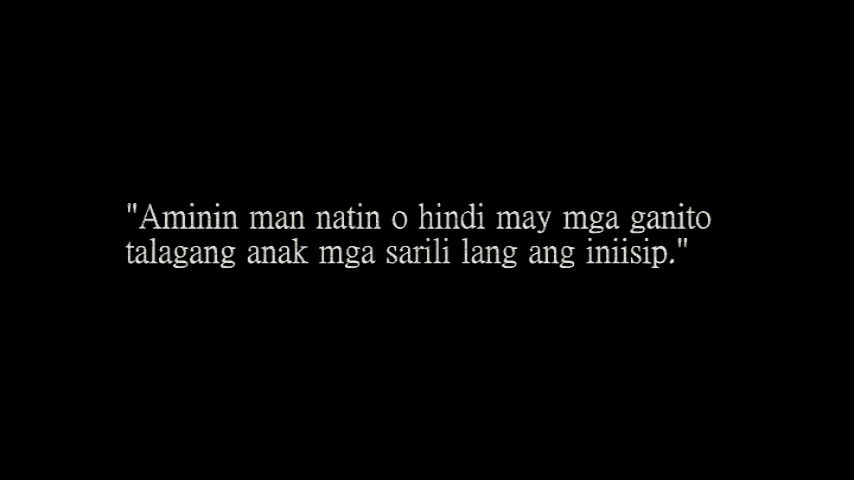 "Aminin man natin o hindi may mga ganito
talagang anak mga sarili lang ang iniisip."